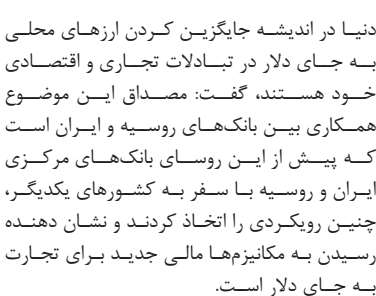 دنیا در اندیشه جایگزین کردن ارزهای محلی
به جای دلار در تبادلات تجاری و اقتصادی
خود هستند، گفت: مصداق این موضوع
همکاری بین بانک‌های روسیه و ایران است
که پیش از این روسای بانک‌های مرکزی
ایران و روسیه با سفر به کشورهای یکدیگر،
چنین رویکردی را اتخاذ کردند و نشان دهنده
رسیدن به مکانیزم‌ها مالی جدید برای تجارت
به جای دلار است.